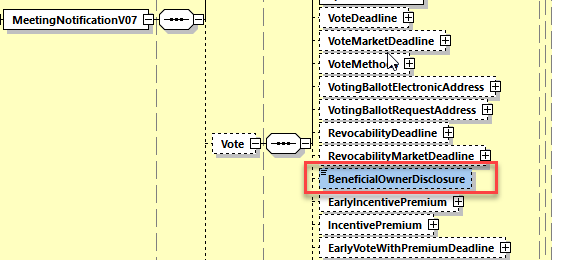 MeetingNotificationV07
VoteDeadline
VoteMarketDeadline
VoteMethods
VotingBallotElectronicAddress
VotingBallotRequestAddress
RevocabilityDeadline
Vote
RevocabilityMarketDeadline
BeneficialOwnerDisclosure
EarlyIncentivePremium
IncentivePremium
EarlyVoteWithPremiumDeadline